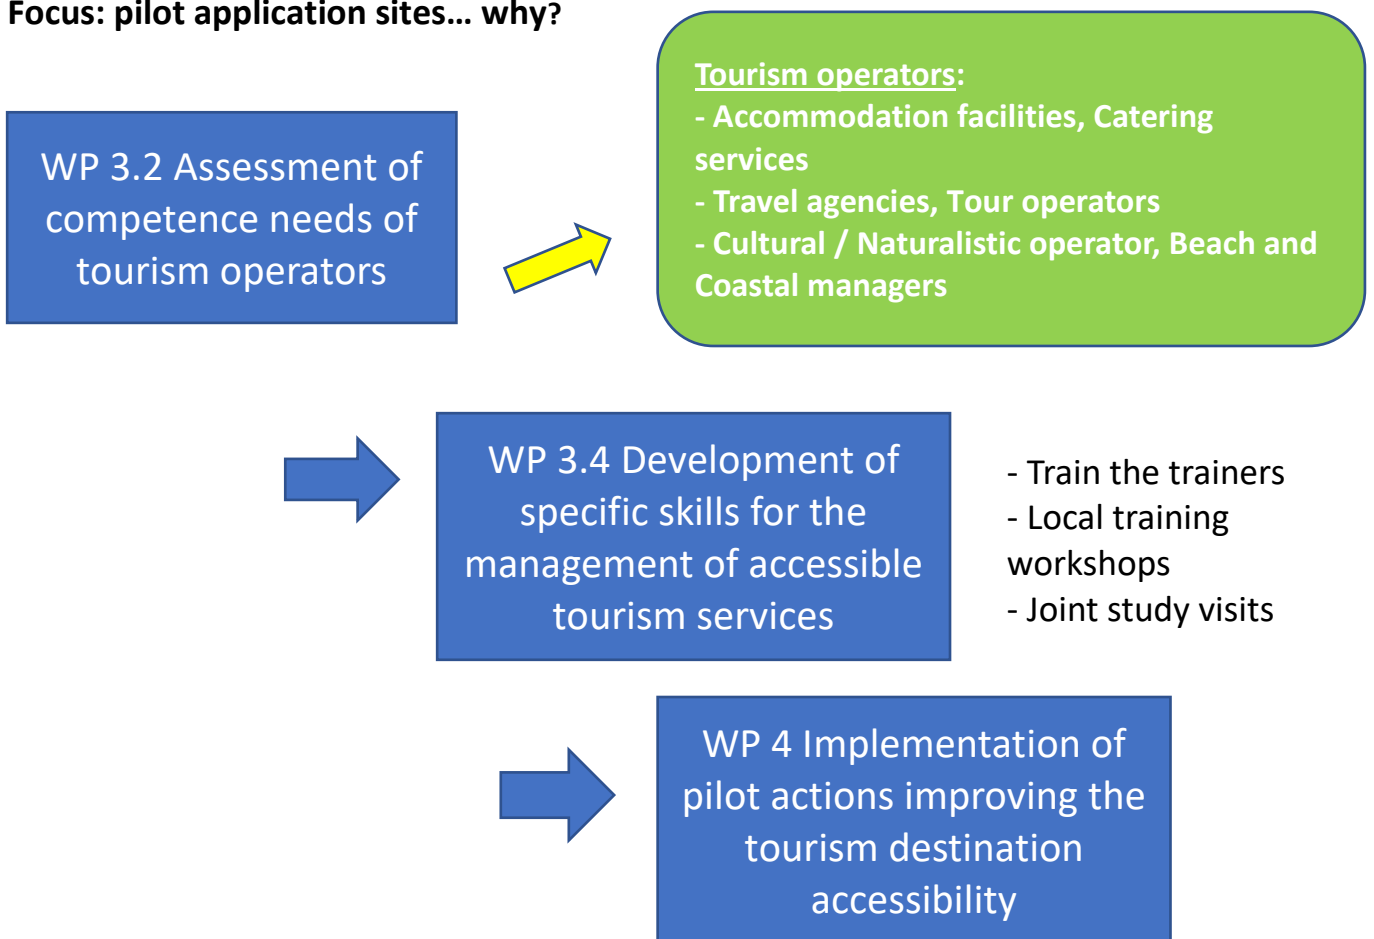 Focus: pilot application sites... why?
Tourism operators:
- Accommodation facilities, Catering
services
- Travel agencies, Tour operators
- Cultural / Naturalistic operator, Beach and
Coastal managers
WP 3.2 Assessment of
competence needs of
tourism operators
WP 3.4 Development of
specific skills for the
management of accessible
tourism services
- Train the trainers
- Local training
workshops
- Joint study visits
WP 4 Implementation of
pilot actions improving the
tourism destination
accessibility